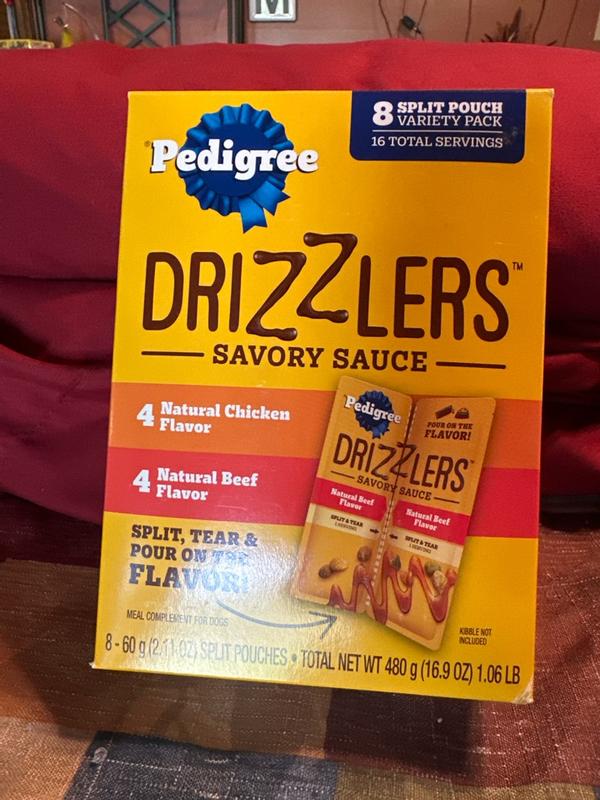 M
8 SPLIT POUCH
VARIETY PACK
16 TOTAL SERVINGS
®Pedigree
DRIZZLERS™
SAVORY SAUCE
4 Natural Chicken
Flavor
4 Natural Beef
Flavor
SPLIT, TEAR &
POUR ON THE
FLAVOR!
MEAL COMPLEMENT FOR DOGS
8 - 60 g (2.11 OZ) SPLIT POUCHES • TOTAL NET WT 480 g (16.9 OZ) 1.06 LB
Pedigree
POUR ON THE
FLAVOR!
DRIZZLERS
SAVORY SAUCE
Natural Beef
Flavor
SPLIT & TEAR
Natural Beef
Flavor
SPLIT & TEAR
KIBBLE NOT
INCLUDED